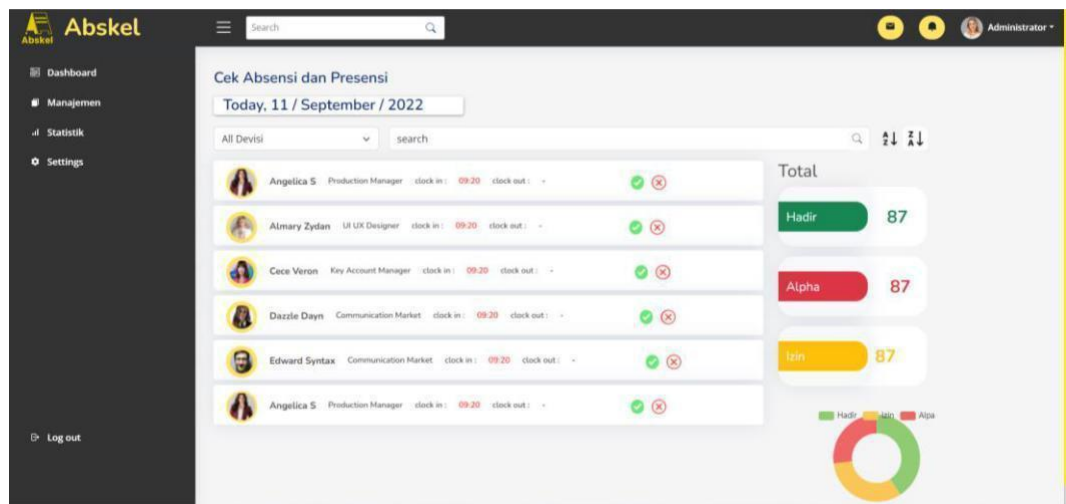 Abskel
Abskel
Search
Administrator
Dashboard
Manajemen
Statistik
Settings
Log out
Cek Absensi dan Presensi
Today, 11 / September / 2022
All Devisi
search
A Z
Z A
Angelica S Production Manager clock in : 09:20 clock out : -
Almary Zydan UI UX Designer clock in : 09:20 clock out : -
Cece Veron Key Account Manager clock in : 09:20 clock out : -
Dazzle Dayn Communication Market clock in : 09:20 clock out : -
Edward Syntax Communication Market clock in : 09:20 clock out : -
Angelica S Production Manager clock in : 09:20 clock out : -
Total
Hadir 87
Alpha 87
Izin 87
Hadir Izin Alpa